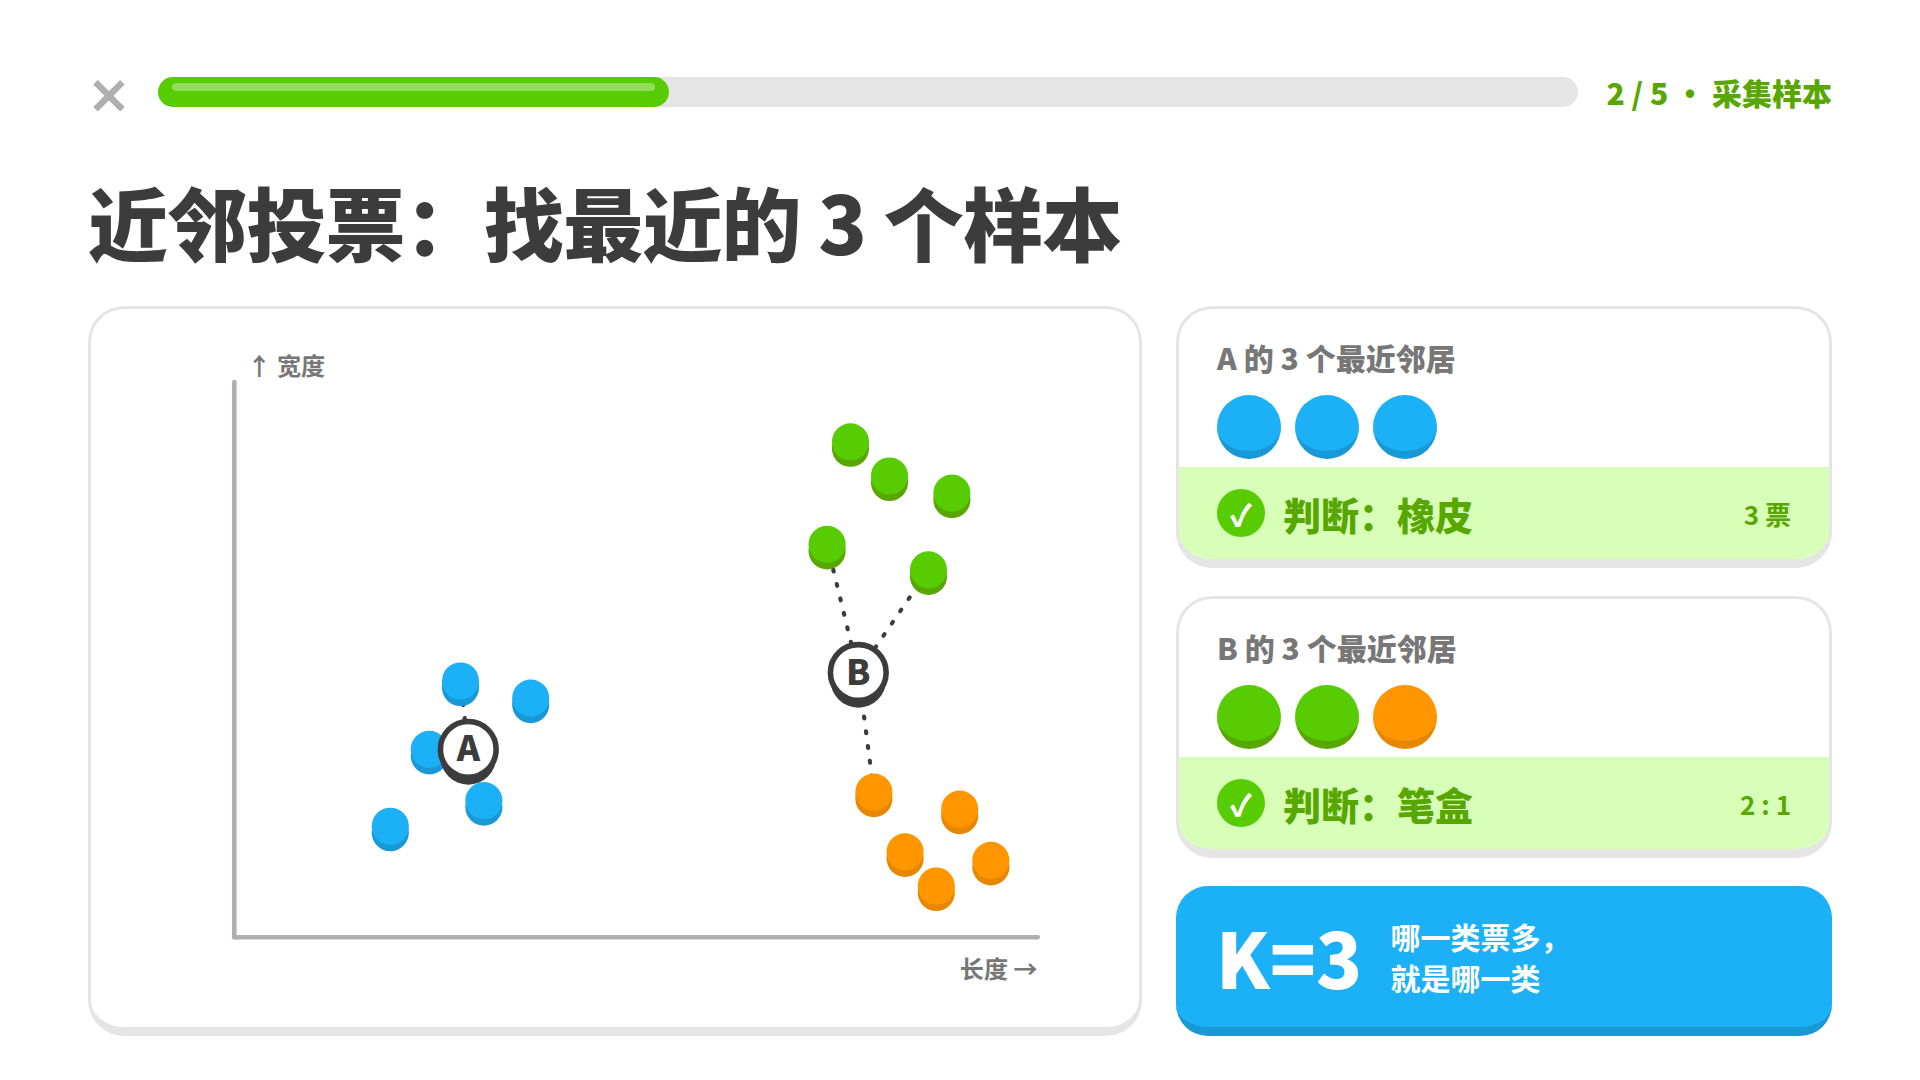 2 / 5 · 采集样本
近邻投票：找最近的 3 个样本
↑ 宽度
A
B
长度 →
A 的 3 个最近邻居
✓ 判断：橡皮 3 票
B 的 3 个最近邻居
✓ 判断：笔盒 2 : 1
K=3
哪一类票多，
就是哪一类